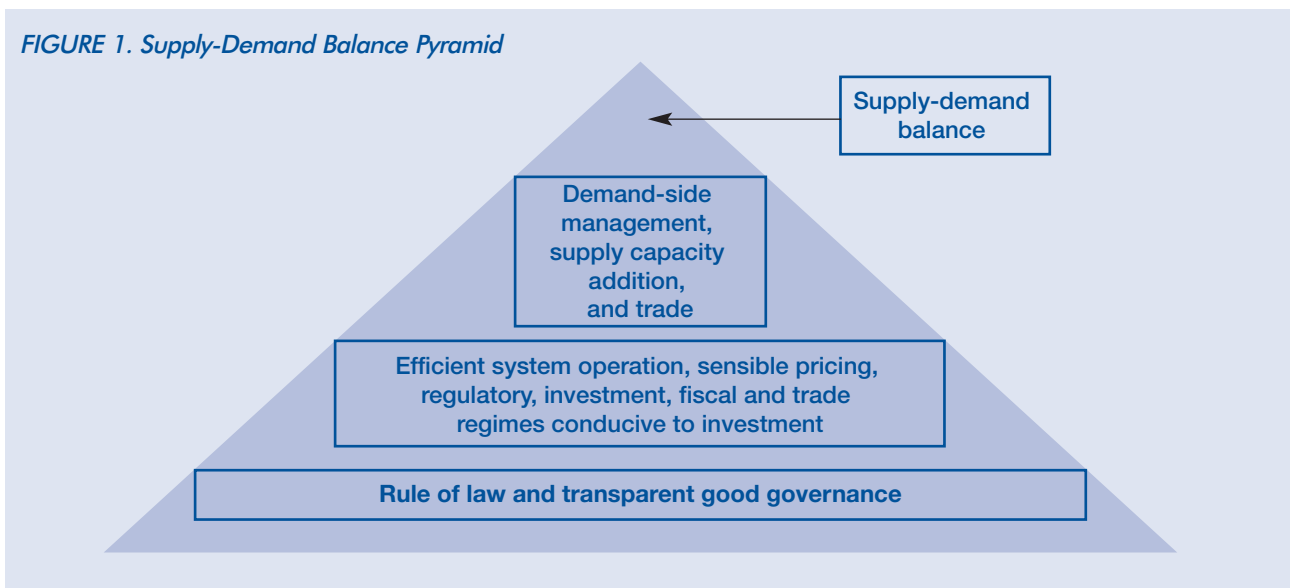 FIGURE 1. Supply-Demand Balance Pyramid
Supply-demand
balance
Demand-side
management,
supply capacity
addition,
and trade
Efficient system operation, sensible pricing,
regulatory, investment, fiscal and trade
regimes conducive to investment
Rule of law and transparent good governance